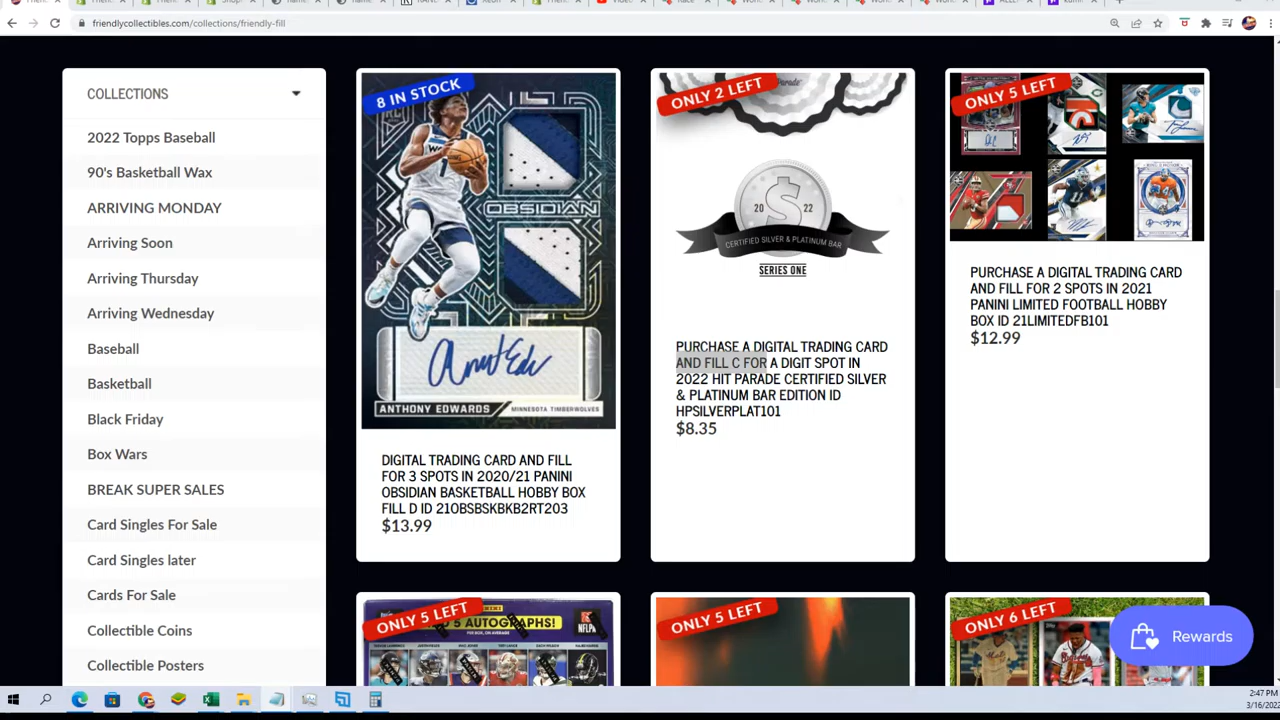 friendlycollectibles.com/collections/friendly-fill
COLLECTIONS
2022 Topps Baseball
90's Basketball Wax
ARRIVING MONDAY
Arriving Soon
Arriving Thursday
Arriving Wednesday
Baseball
Basketball
Black Friday
Box Wars
BREAK SUPER SALES
Card Singles For Sale
Card Singles later
Cards For Sale
Collectible Coins
Collectible Posters
8 IN STOCK
OBSIDIAN
ANTHONY EDWARDS
MINNESOTA TIMBERWOLVES
DIGITAL TRADING CARD AND FILL
FOR 3 SPOTS IN 2020/21 PANINI
OBSIDIAN BASKETBALL HOBBY BOX
FILL D ID 21OBSBSKBKB2RT203
$13.99
ONLY 2 LEFT
20 22
CERTIFIED SILVER & PLATINUM BAR
SERIES ONE
PURCHASE A DIGITAL TRADING CARD
AND FILL C FOR A DIGIT SPOT IN
2022 HIT PARADE CERTIFIED SILVER
& PLATINUM BAR EDITION ID
HPSILVERPLAT101
$8.35
ONLY 5 LEFT
PURCHASE A DIGITAL TRADING CARD
AND FILL FOR 2 SPOTS IN 2021
PANINI LIMITED FOOTBALL HOBBY
BOX ID 21LIMITEDFB101
$12.99
ONLY 5 LEFT
5 AUTOGRAPHS!
ONLY 5 LEFT
ONLY 6 LEFT
Rewards
2:47 PM
3/16/2022